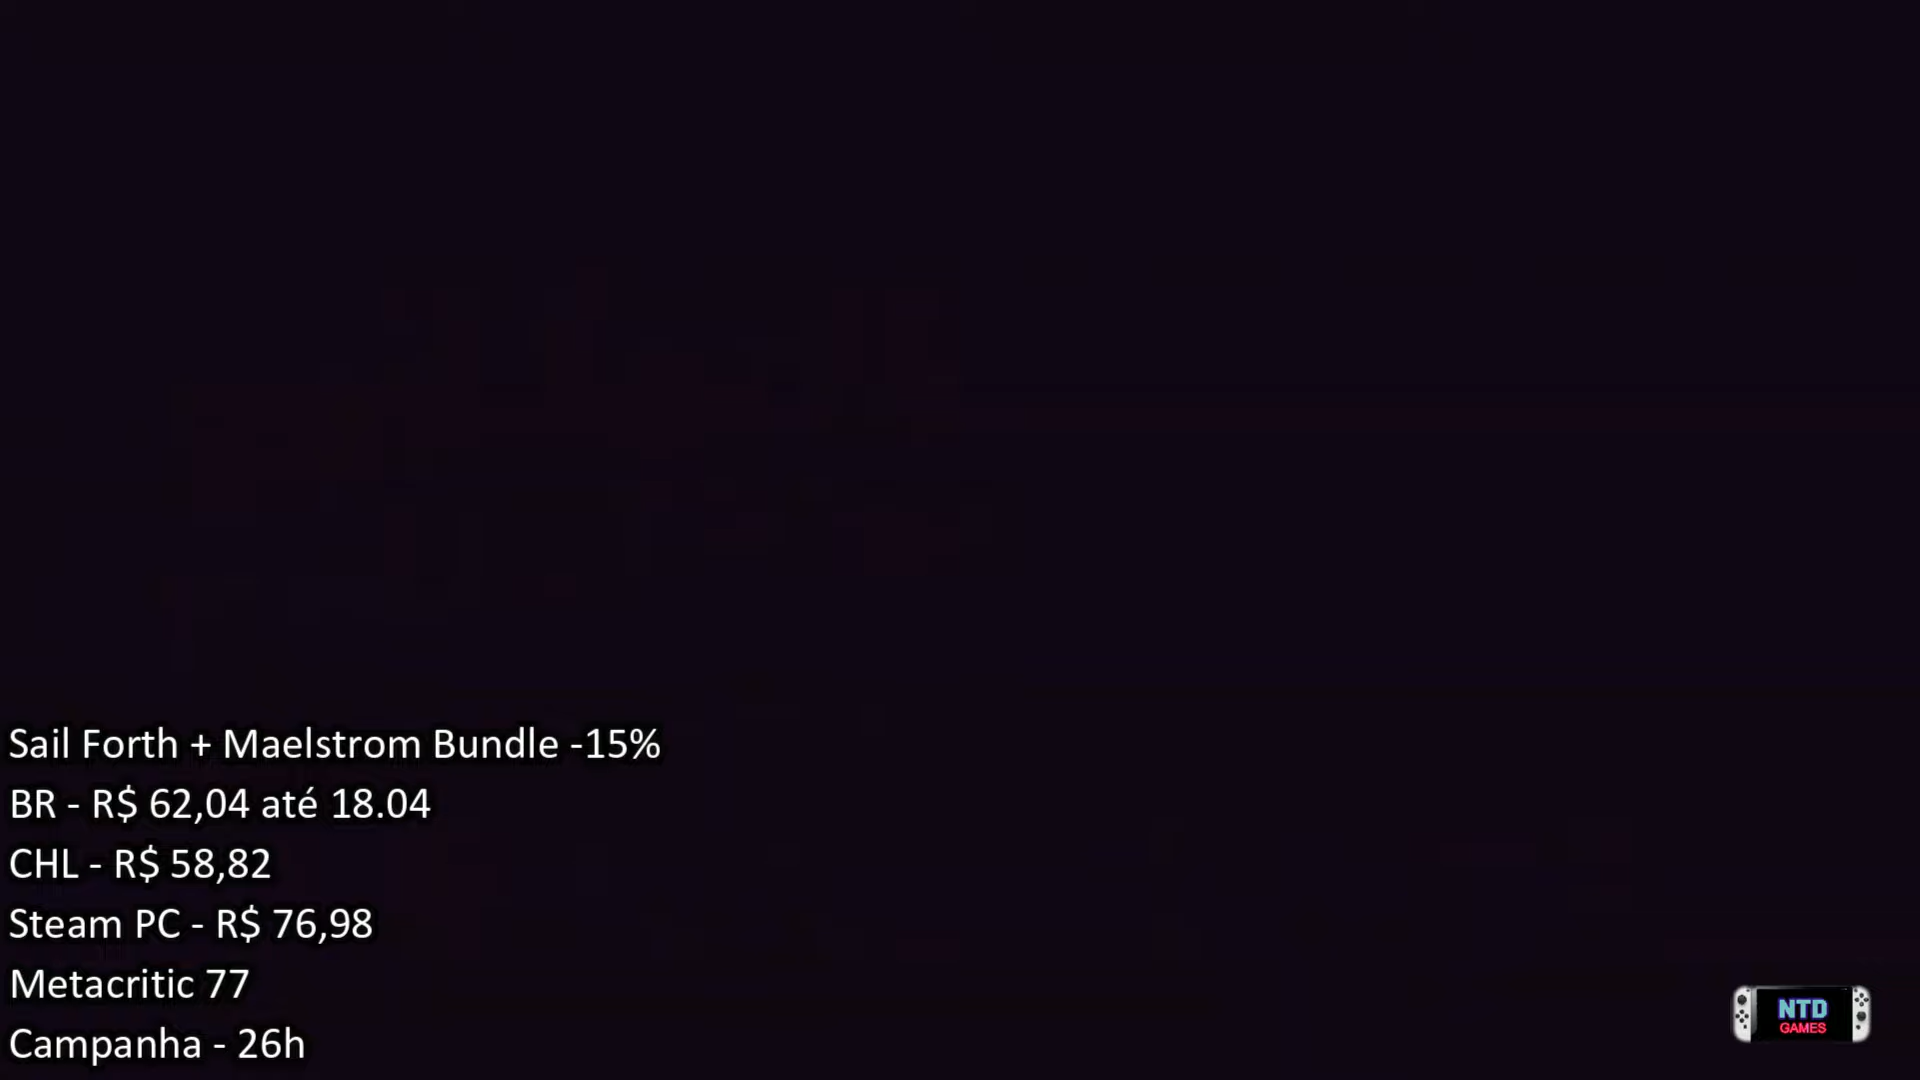 Sail Forth + Maelstrom Bundle -15%
BR - R$ 62,04 até 18.04
CHL - R$ 58,82
Steam PC - R$ 76,98
Metacritic 77
Campanha - 26h
NTD
GAMES